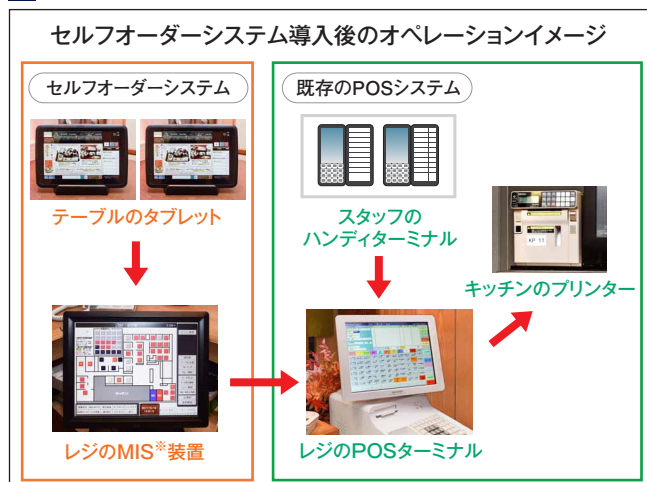 セルフオーダーシステム導入後のオペレーションイメージ
セルフオーダーシステム
既存のPOSシステム
テーブルのタブレット
スタッフの
ハンディターミナル
KP 11
キッチンのプリンター
レジのMIS※装置
レジのPOSターミナル